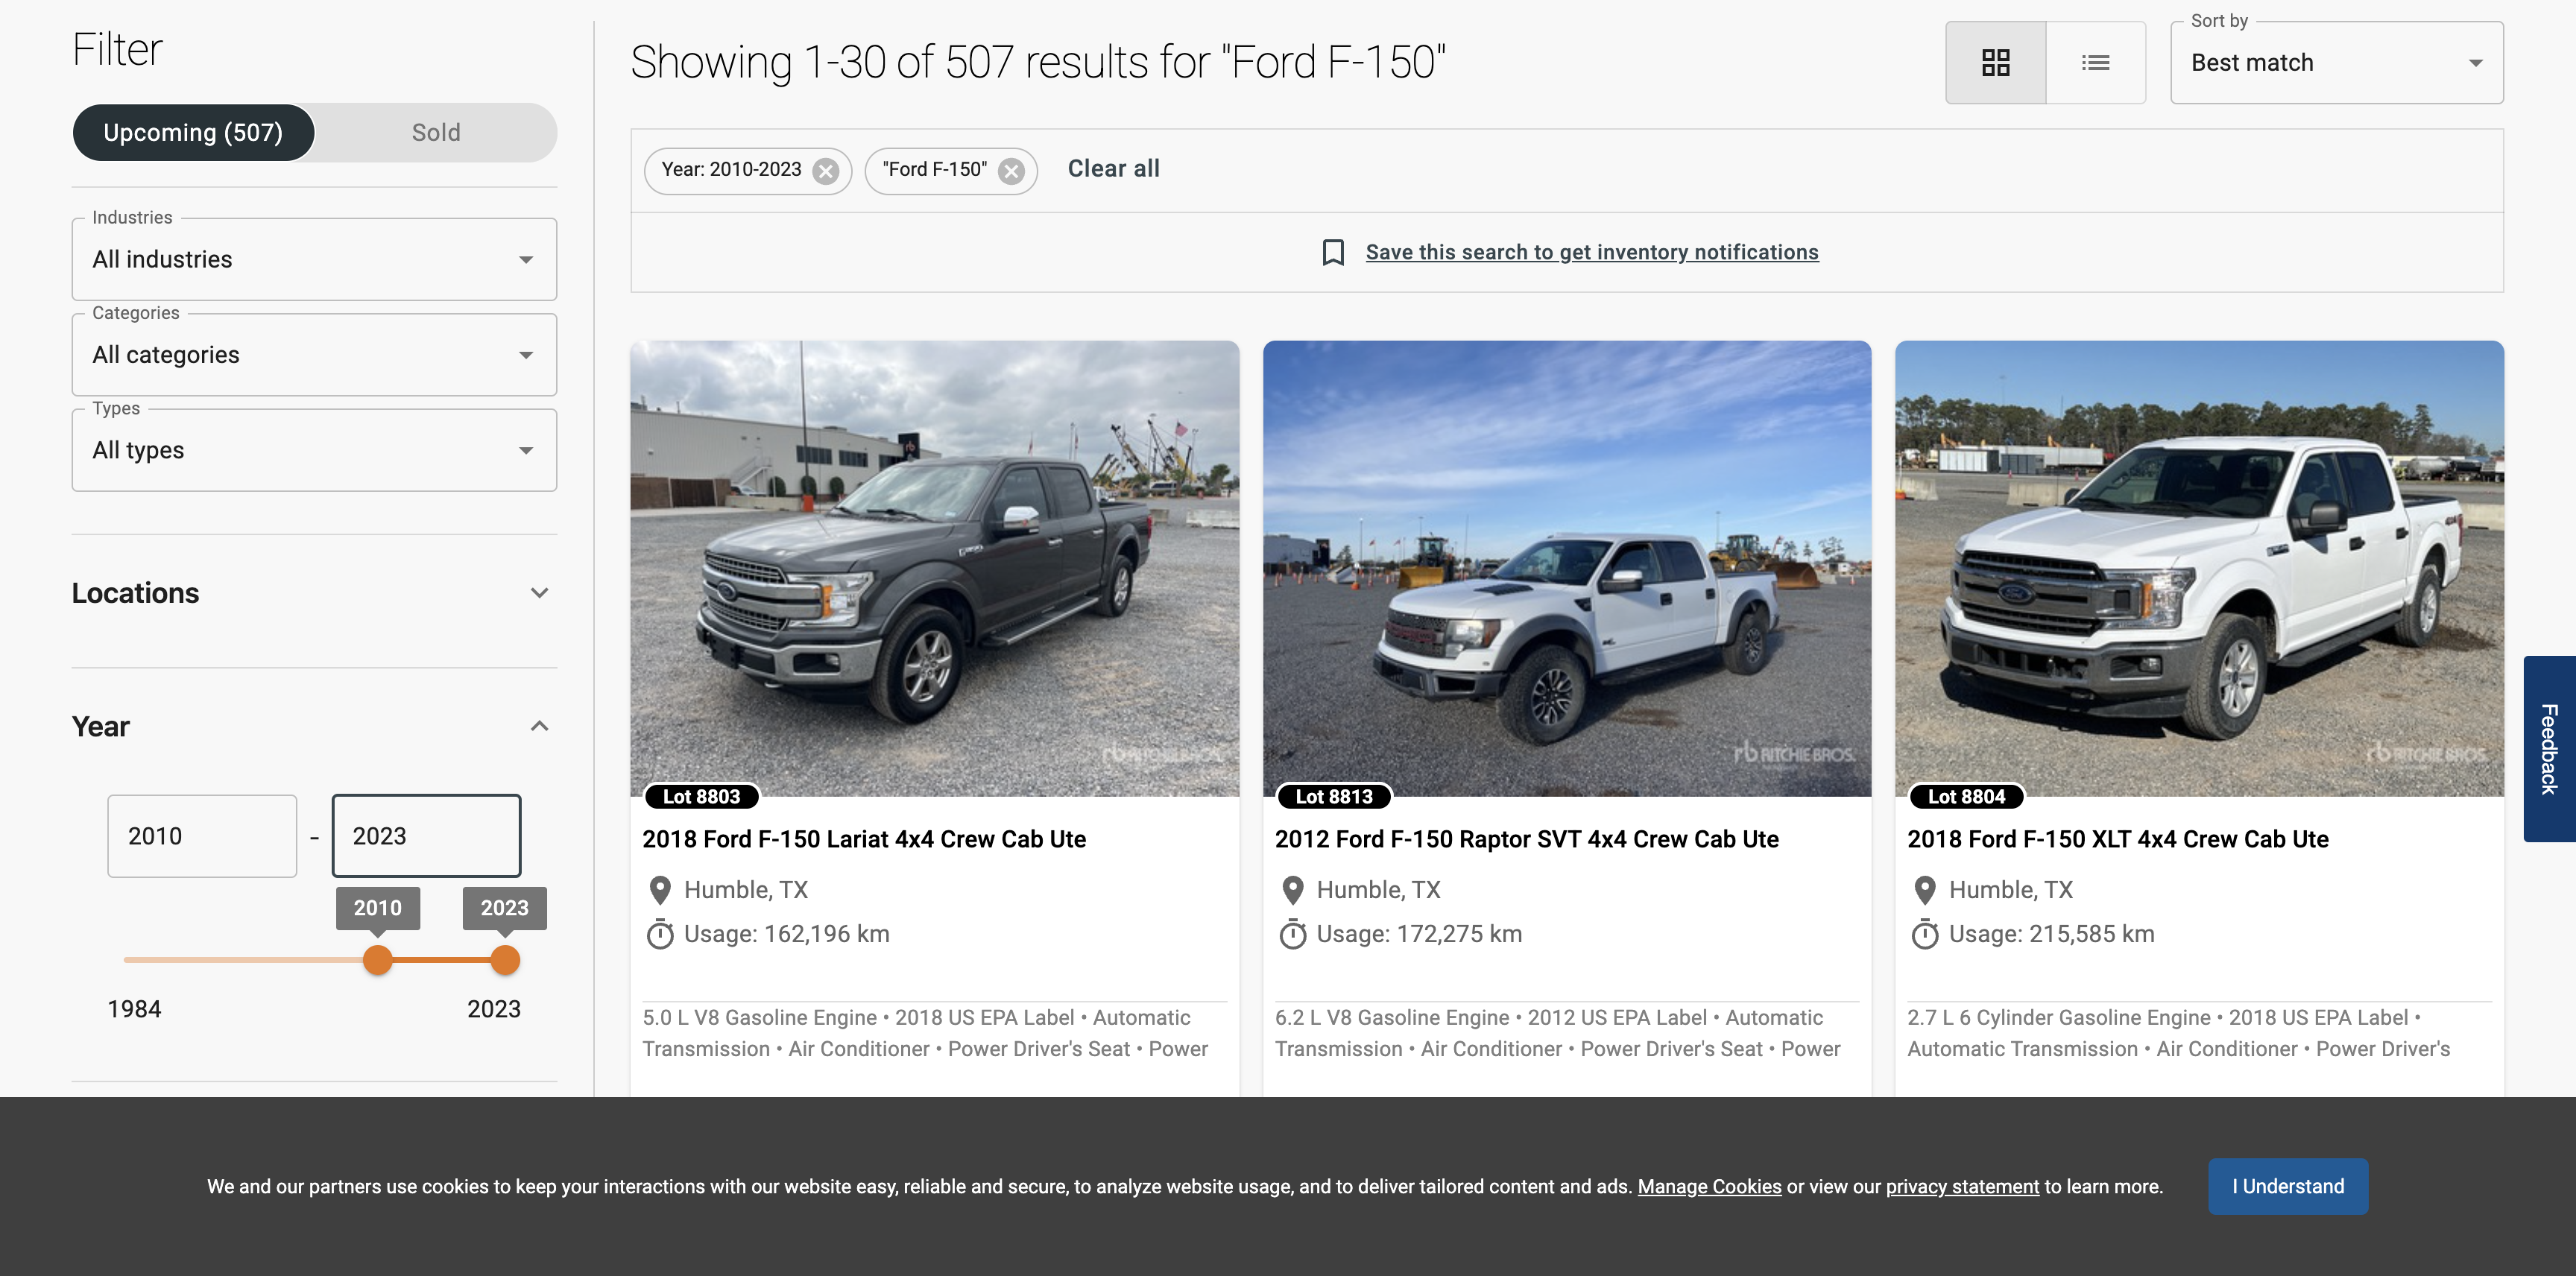 Filter
Upcoming (507)
Sold
Industries
All industries
Categories
All categories
Types
All types
Locations
Year
2010 - 2023
2010 2023
1984 2023
Showing 1-30 of 507 results for "Ford F-150"
Sort by
Best match
Year: 2010-2023
"Ford F-150"
Clear all
Save this search to get inventory notifications
rb RITCHIE BROS.
Lot 8803
2018 Ford F-150 Lariat 4x4 Crew Cab Ute
Humble, TX
Usage: 162,196 km
5.0 L V8 Gasoline Engine • 2018 US EPA Label • Automatic
Transmission • Air Conditioner • Power Driver's Seat • Power
rb RITCHIE BROS.
Lot 8813
2012 Ford F-150 Raptor SVT 4x4 Crew Cab Ute
Humble, TX
Usage: 172,275 km
6.2 L V8 Gasoline Engine • 2012 US EPA Label • Automatic
Transmission • Air Conditioner • Power Driver's Seat • Power
rb RITCHIE BROS.
Lot 8804
2018 Ford F-150 XLT 4x4 Crew Cab Ute
Humble, TX
Usage: 215,585 km
2.7 L 6 Cylinder Gasoline Engine • 2018 US EPA Label •
Automatic Transmission • Air Conditioner • Power Driver's
Feedback
We and our partners use cookies to keep your interactions with our website easy, reliable and secure, to analyze website usage, and to deliver tailored content and ads. Manage Cookies or view our privacy statement to learn more.
I Understand